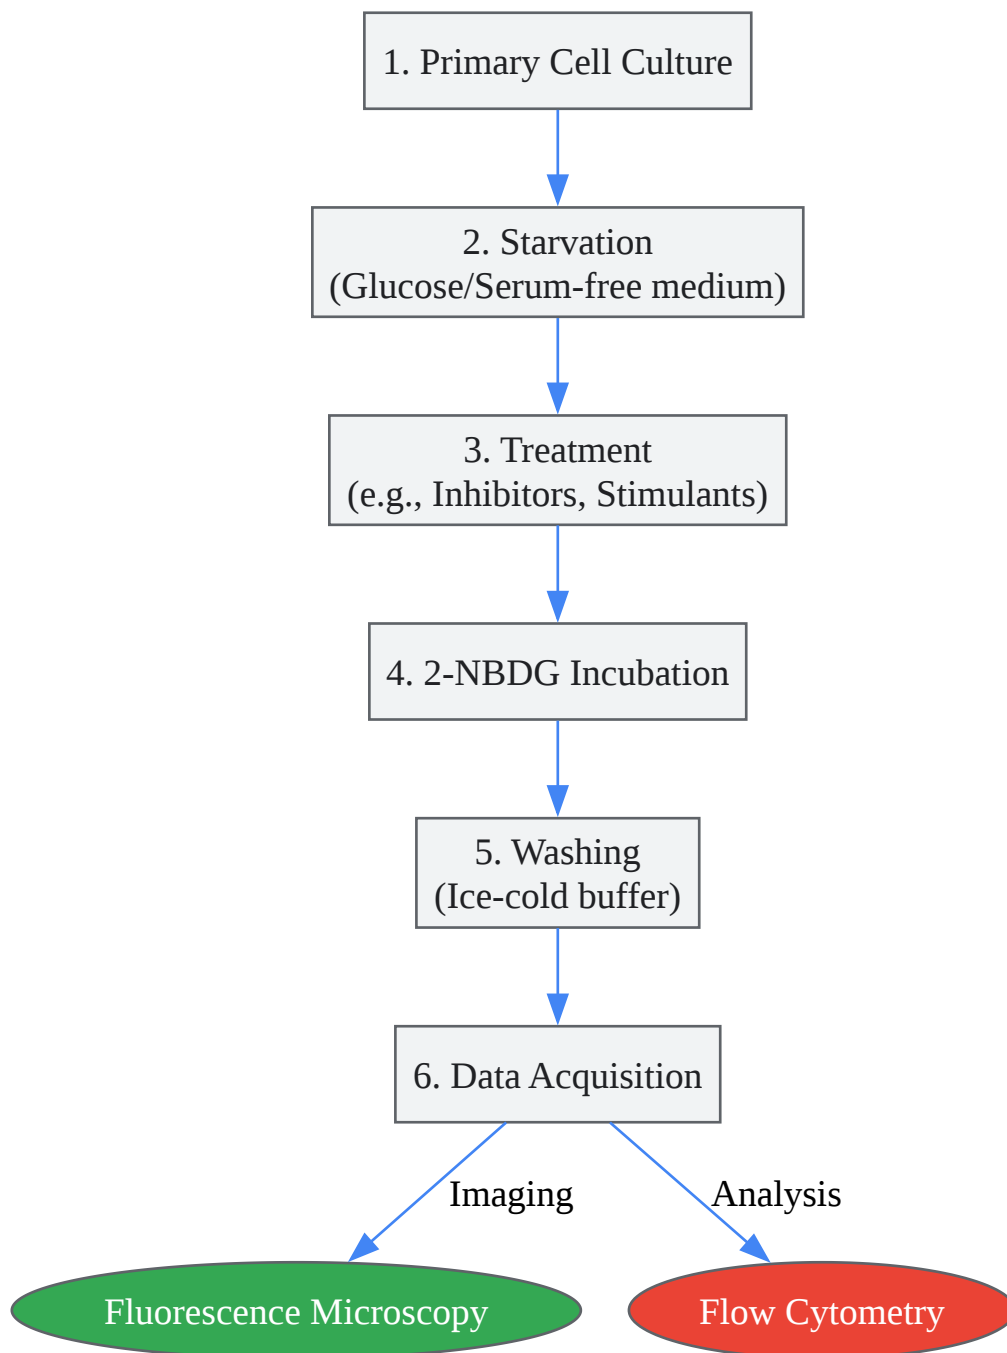 1. Primary Cell Culture
2. Starvation
(Glucose/Serum-free medium)
3. Treatment
(e.g., Inhibitors, Stimulants)
4. 2-NBDG Incubation
5. Washing
(Ice-cold buffer)
6. Data Acquisition
Imaging
Analysis
Fluorescence Microscopy
Flow Cytometry